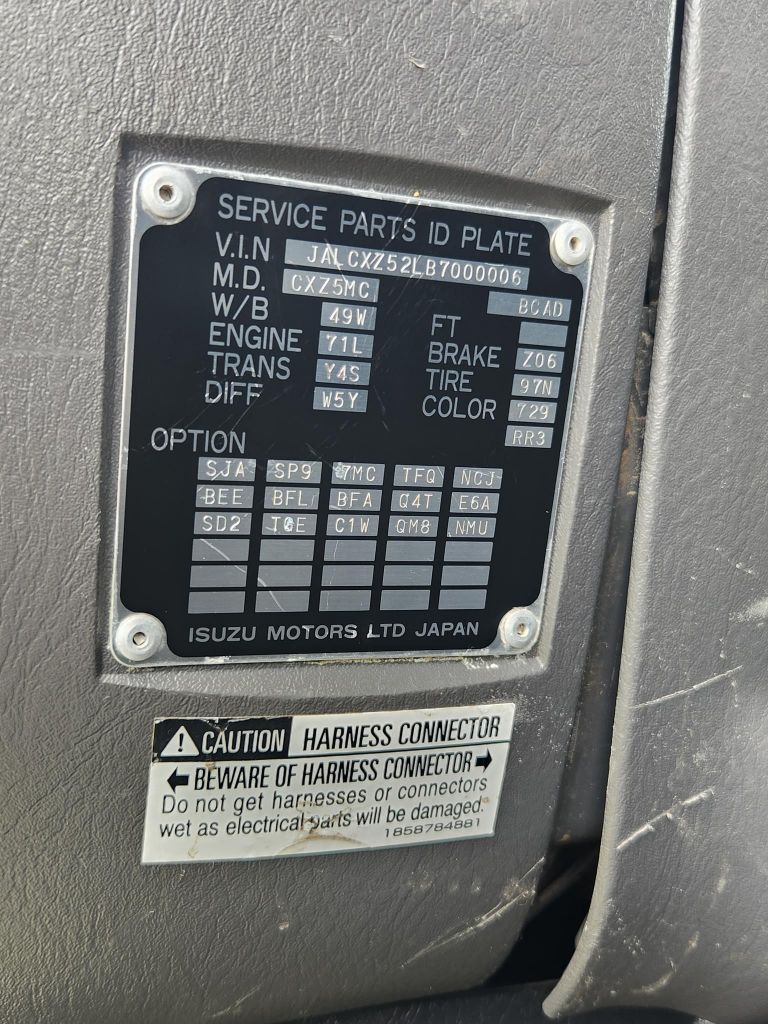 SERVICE PARTS ID PLATE
V.I.N JALCXZ52LB7000006
M.D. CXZ5MC BCAD
W/B 49W FT
ENGINE 71L BRAKE Z06
TRANS Y4S TIRE 97N
DIFF W5Y COLOR 729
RR3
OPTION
SJA SP9 7MC TFQ NCJ
BEE BFL BFA Q4T E6A
SD2 TGE C1W QM8 NMU
ISUZU MOTORS LTD JAPAN
CAUTION HARNESS CONNECTOR
← BEWARE OF HARNESS CONNECTOR →
Do not get harnesses or connectors
wet as electrical parts will be damaged.
1858784881